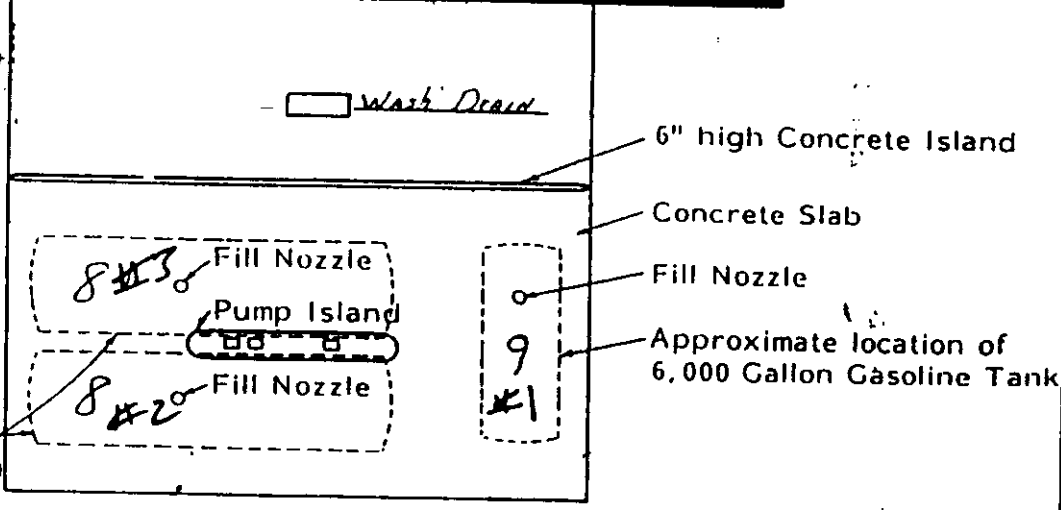 Wash Drain
6" high Concrete Island
Concrete Slab
8 #3
Fill Nozzle
Fill Nozzle
Pump Island
9
#1
Approximate location of
6,000 Gallon Gasoline Tank
8 #2
Fill Nozzle